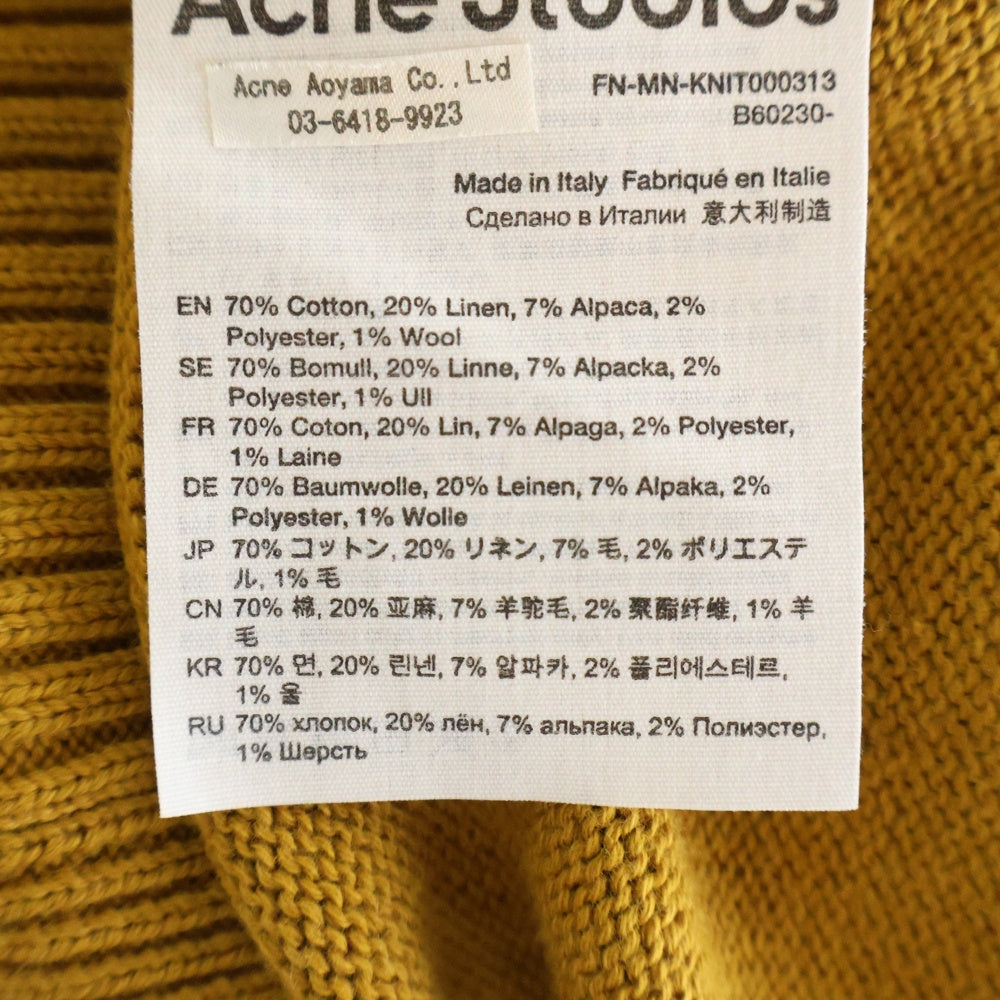 Acne Studios
Acne Aoyama Co.,Ltd
03-6418-9923
FN-MN-KNIT000313
B60230-
Made in Italy Fabriqué en Italie
Сделано в Италии 意大利制造
EN 70% Cotton, 20% Linen, 7% Alpaca, 2%
Polyester, 1% Wool
SE 70% Bomull, 20% Linne, 7% Alpacka, 2%
Polyester, 1% Ull
FR 70% Coton, 20% Lin, 7% Alpaga, 2% Polyester,
1% Laine
DE 70% Baumwolle, 20% Leinen, 7% Alpaka, 2%
Polyester, 1% Wolle
JP 70% コットン, 20% リネン, 7% 毛, 2% ポリエステ
ル, 1% 毛
CN 70% 棉, 20% 亚麻, 7% 羊驼毛, 2% 聚酯纤维, 1% 羊
毛
KR 70% 면, 20% 린넨, 7% 알파카, 2% 폴리에스테르,
1% 울
RU 70% хлопок, 20% лён, 7% альпака, 2% Полиэстер,
1% Шерсть